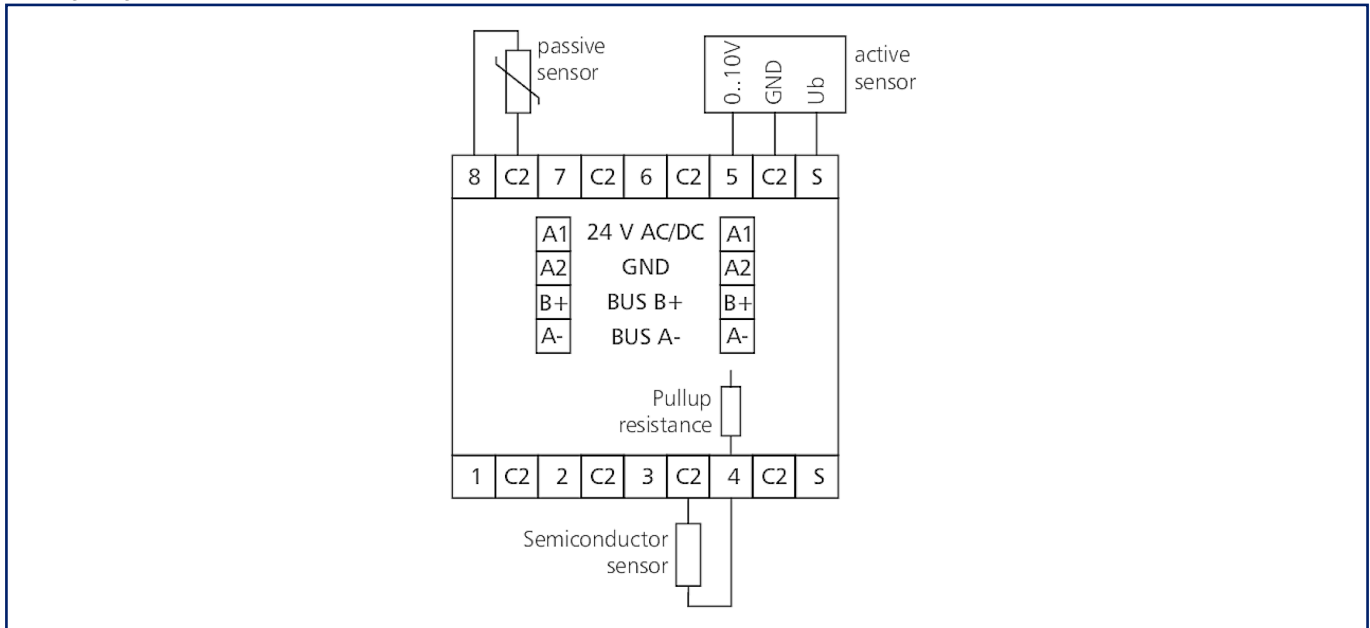 passive
sensor
0..10V
GND
Ub
active
sensor
8 C2 7 C2 6 C2 5 C2 S
A1 24 V AC/DC A1
A2 GND A2
B+ BUS B+ B+
A- BUS A- A-
Pullup
resistance
1 C2 2 C2 3 C2 4 C2 S
Semiconductor
sensor